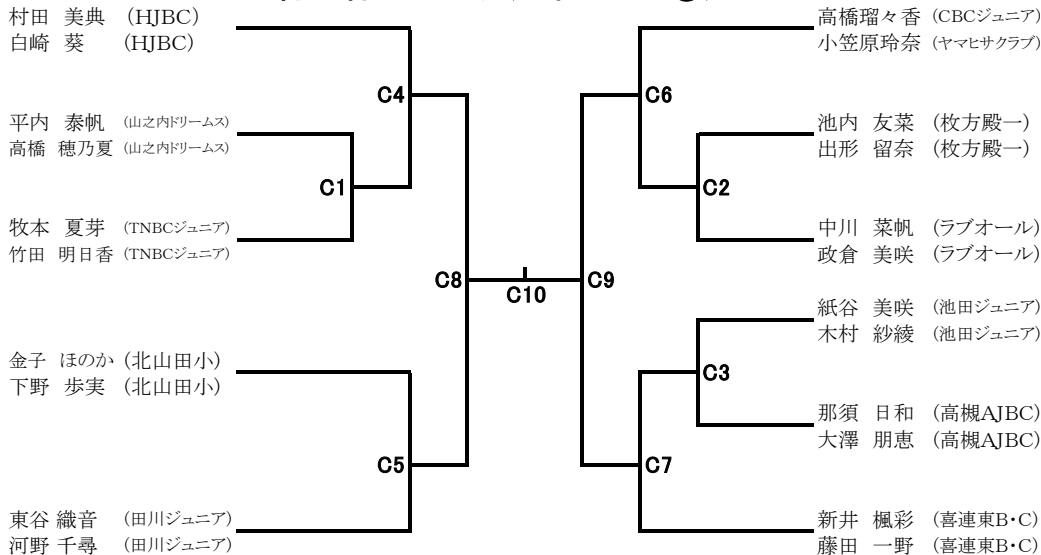 村田 美典 (HJBC)
白崎 葵 (HJBC)
平内 泰帆 (山之内ドリームス)
高橋 穂乃夏 (山之内ドリームス)
牧本 夏芽 (TNBCジュニア)
竹田 明日香 (TNBCジュニア)
金子 ほのか (北山田小)
下野 歩実 (北山田小)
東谷 織音 (田川ジュニア)
河野 千尋 (田川ジュニア)
C4
C1
C8
C5
C10
C9
C6
C2
C3
C7
高橋瑠々香 (CBCジュニア)
小笠原玲奈 (ヤマヒサクラブ)
池内 友菜 (枚方殿一)
出形 留奈 (枚方殿一)
中川 菜帆 (ラブオール)
政倉 美咲 (ラブオール)
紙谷 美咲 (池田ジュニア)
木村 紗綾 (池田ジュニア)
那須 日和 (高槻AJBC)
大澤 朋恵 (高槻AJBC)
新井 楓彩 (喜連東B・C)
藤田 一野 (喜連東B・C)